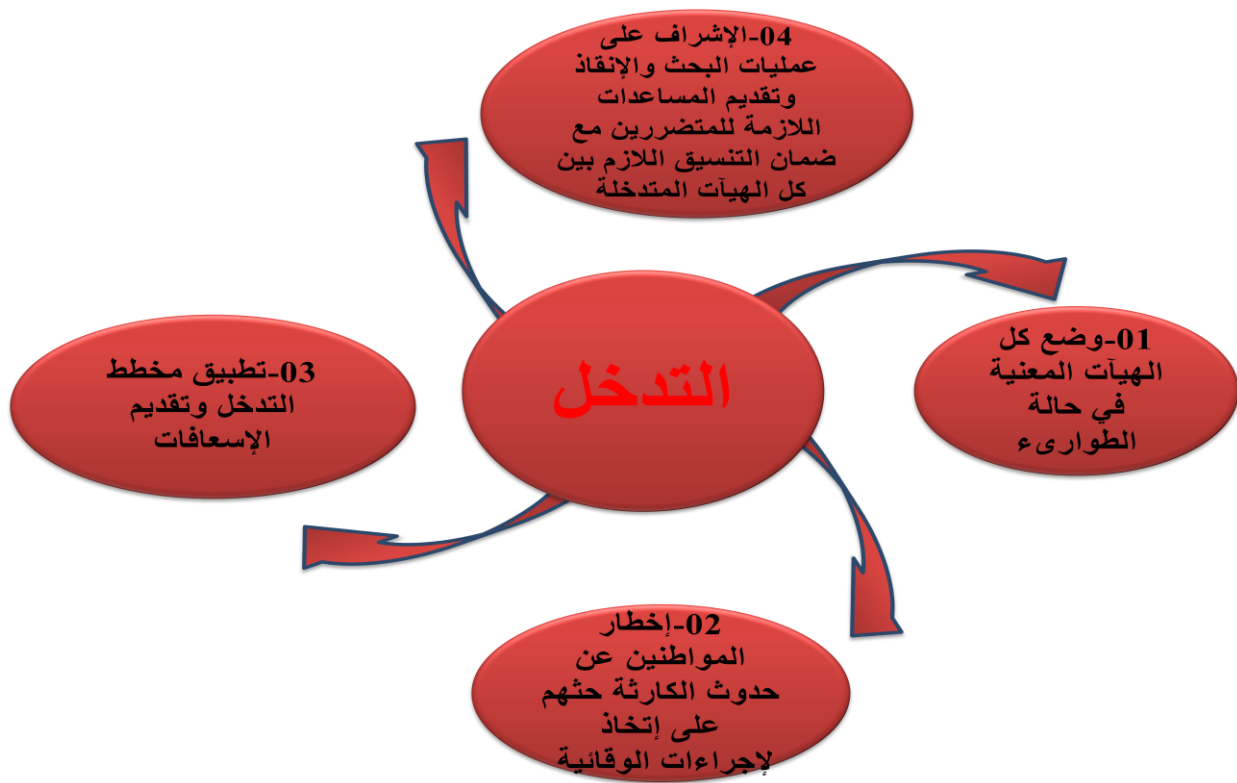 التدخل
01-وضع كل
الهيآت المعنية
في حالة
الطوارىء
02-إخطار
المواطنين عن
حدوث الكارثة حثهم
على إتخاذ
لإجراءات الوقائية
03-تطبيق مخطط
التدخل وتقديم
الإسعافات
04-الإشراف على
عمليات البحث والإنقاذ
وتقديم المساعدات
اللازمة للمتضررين مع
ضمان التنسيق اللازم بين
كل الهيآت المتدخلة